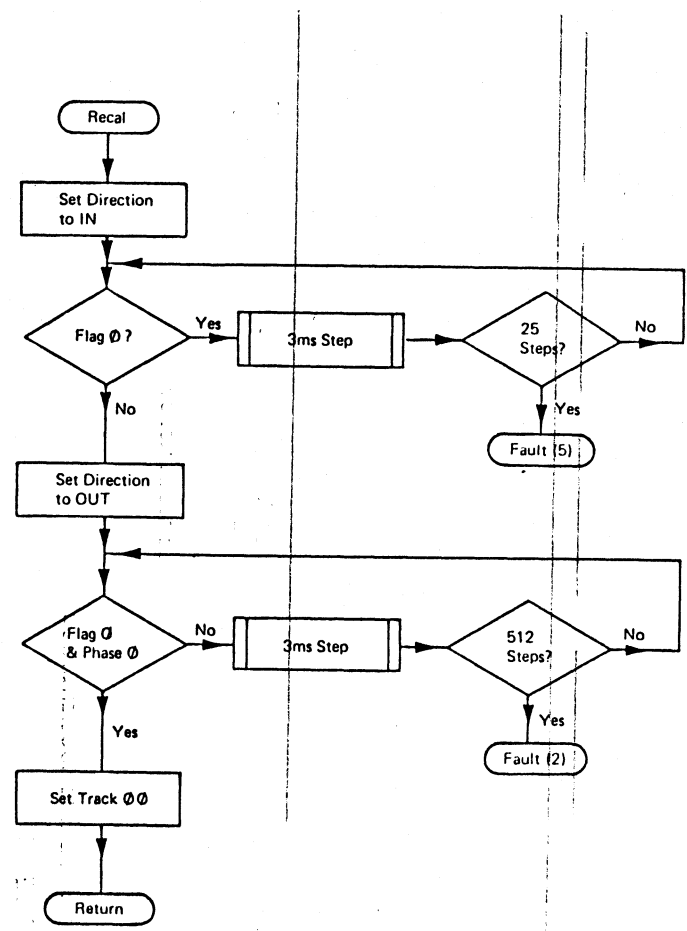 Recal
Set Direction
to IN
Flag Ø ?
Yes
3ms Step
25
Steps?
No
No
Yes
Fault (5)
Set Direction
to OUT
Flag Ø
& Phase Ø
No
3ms Step
512
Steps?
No
Yes
Yes
Fault (2)
Set Track ØØ
Return